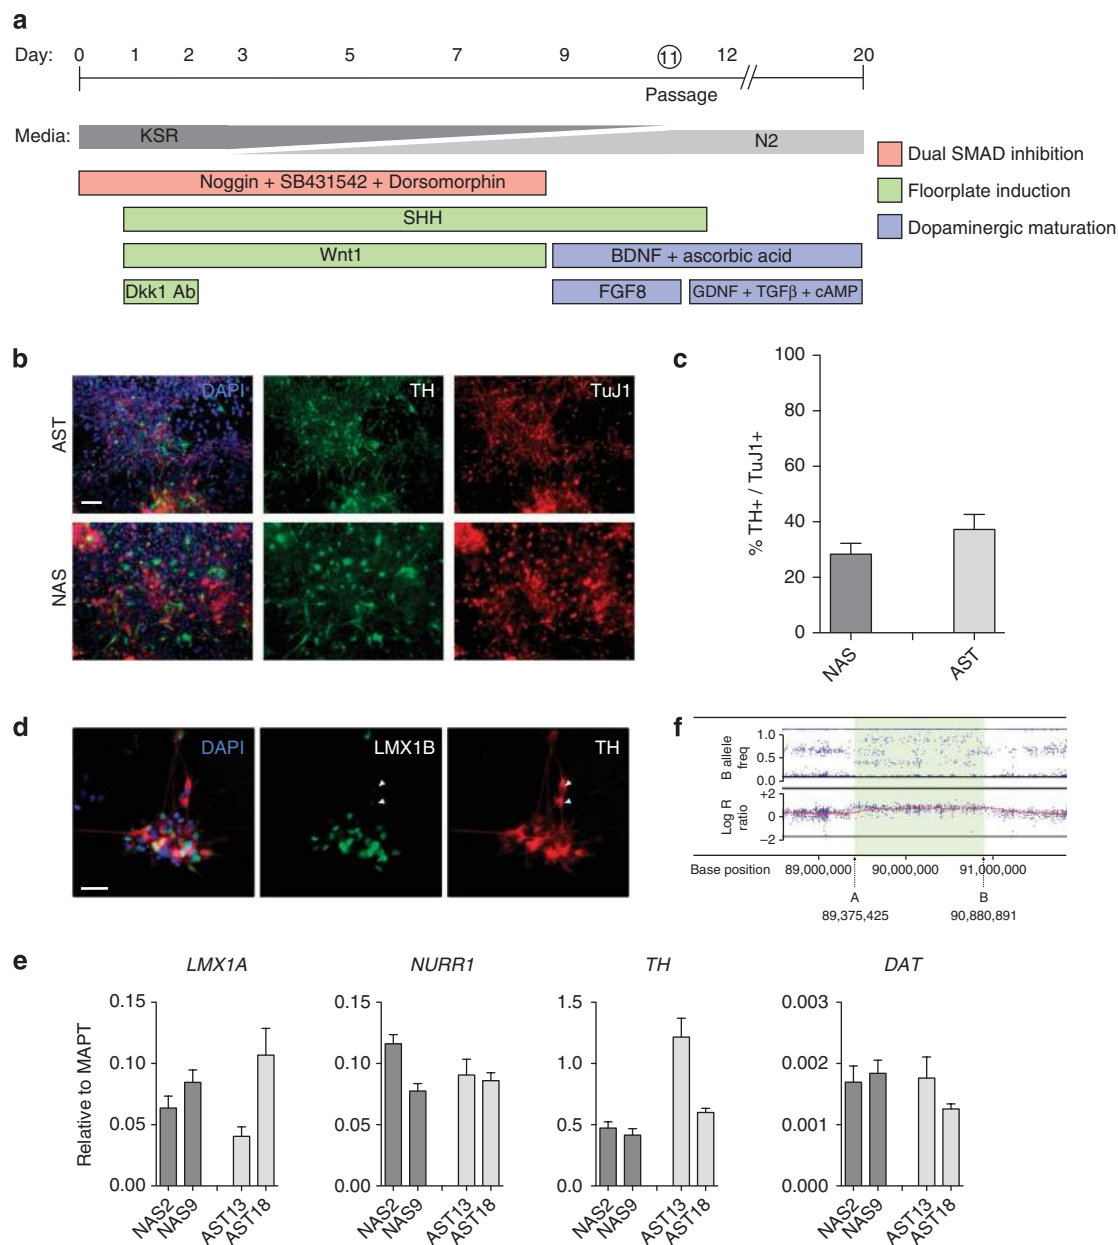 a
Day: 0 1 2 3 5 7 9 11 12 20
Passage
Media: KSR N2
Noggin + SB431542 + Dorsomorphin
SHH
Wnt1 BDNF + ascorbic acid
Dkk1 Ab FGF8 GDNF + TGFβ + cAMP
Dual SMAD inhibition
Floorplate induction
Dopaminergic maturation
b
DAPI TH TuJ1
AST
NAS
c
% TH+ / TuJ1+
100
80
60
40
20
0
NAS AST
d
DAPI LMX1B TH
f
B allele freq
1.0
0.5
0.0
Log R ratio
+2
0
−2
Base position 89,000,000 90,000,000 91,000,000
A B
89,375,425 90,880,891
e
Relative to MAPT
LMX1A
0.15
0.10
0.05
0.00
NAS2 NAS9 AST13 AST18
NURR1
0.15
0.10
0.05
0.00
NAS2 NAS9 AST13 AST18
TH
1.5
1.0
0.5
0.0
NAS2 NAS9 AST13 AST18
DAT
0.003
0.002
0.001
0.000
NAS2 NAS9 AST13 AST18